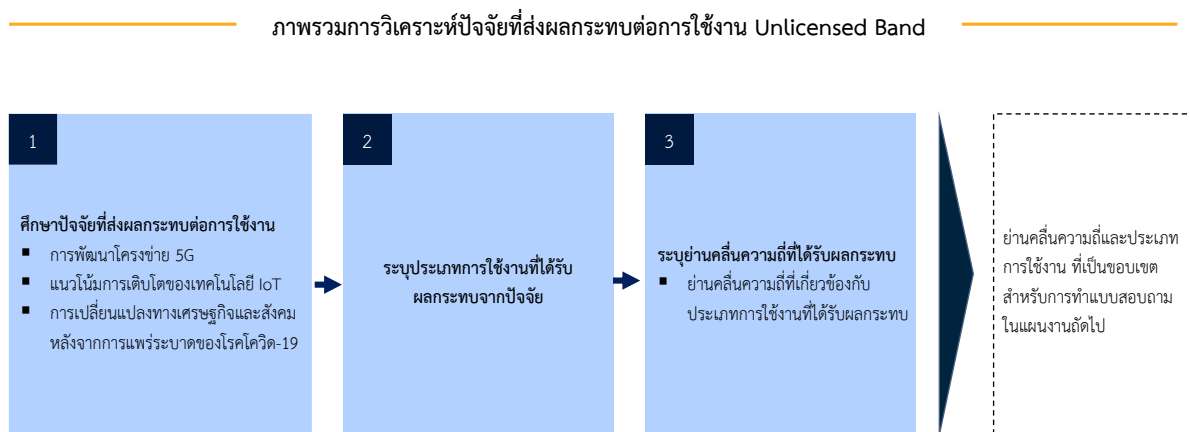 ภาพรวมการวิเคราะห์ปัจจัยที่ส่งผลกระทบต่อการใช้งาน Unlicensed Band
1
ศึกษาปัจจัยที่ส่งผลกระทบต่อการใช้งาน
▪ การพัฒนาโครงข่าย 5G
▪ แนวโน้มการเติบโตของเทคโนโลยี IoT
▪ การเปลี่ยนแปลงทางเศรษฐกิจและสังคม
หลังจากการแพร่ระบาดของโรคโควิด-19
2
ระบุประเภทการใช้งานที่ได้รับ
ผลกระทบจากปัจจัย
3
ระบุย่านคลื่นความถี่ที่ได้รับผลกระทบ
▪ ย่านคลื่นความถี่ที่เกี่ยวข้องกับ
ประเภทการใช้งานที่ได้รับผลกระทบ
ย่านคลื่นความถี่และประเภท
การใช้งาน ที่เป็นขอบเขต
สำหรับการทำแบบสอบถาม
ในแผนงานถัดไป